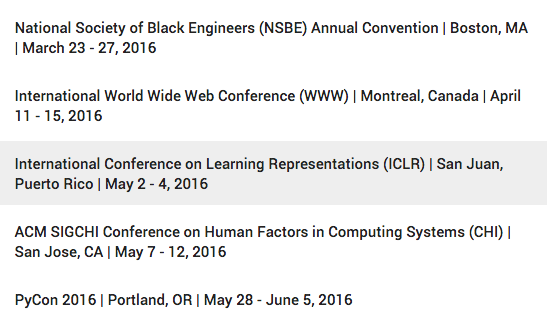 National Society of Black Engineers (NSBE) Annual Convention | Boston, MA
| March 23 - 27, 2016
International World Wide Web Conference (WWW) | Montreal, Canada | April
11 - 15, 2016
International Conference on Learning Representations (ICLR) | San Juan,
Puerto Rico | May 2 - 4, 2016
ACM SIGCHI Conference on Human Factors in Computing Systems (CHI) |
San Jose, CA | May 7 - 12, 2016
PyCon 2016 | Portland, OR | May 28 - June 5, 2016